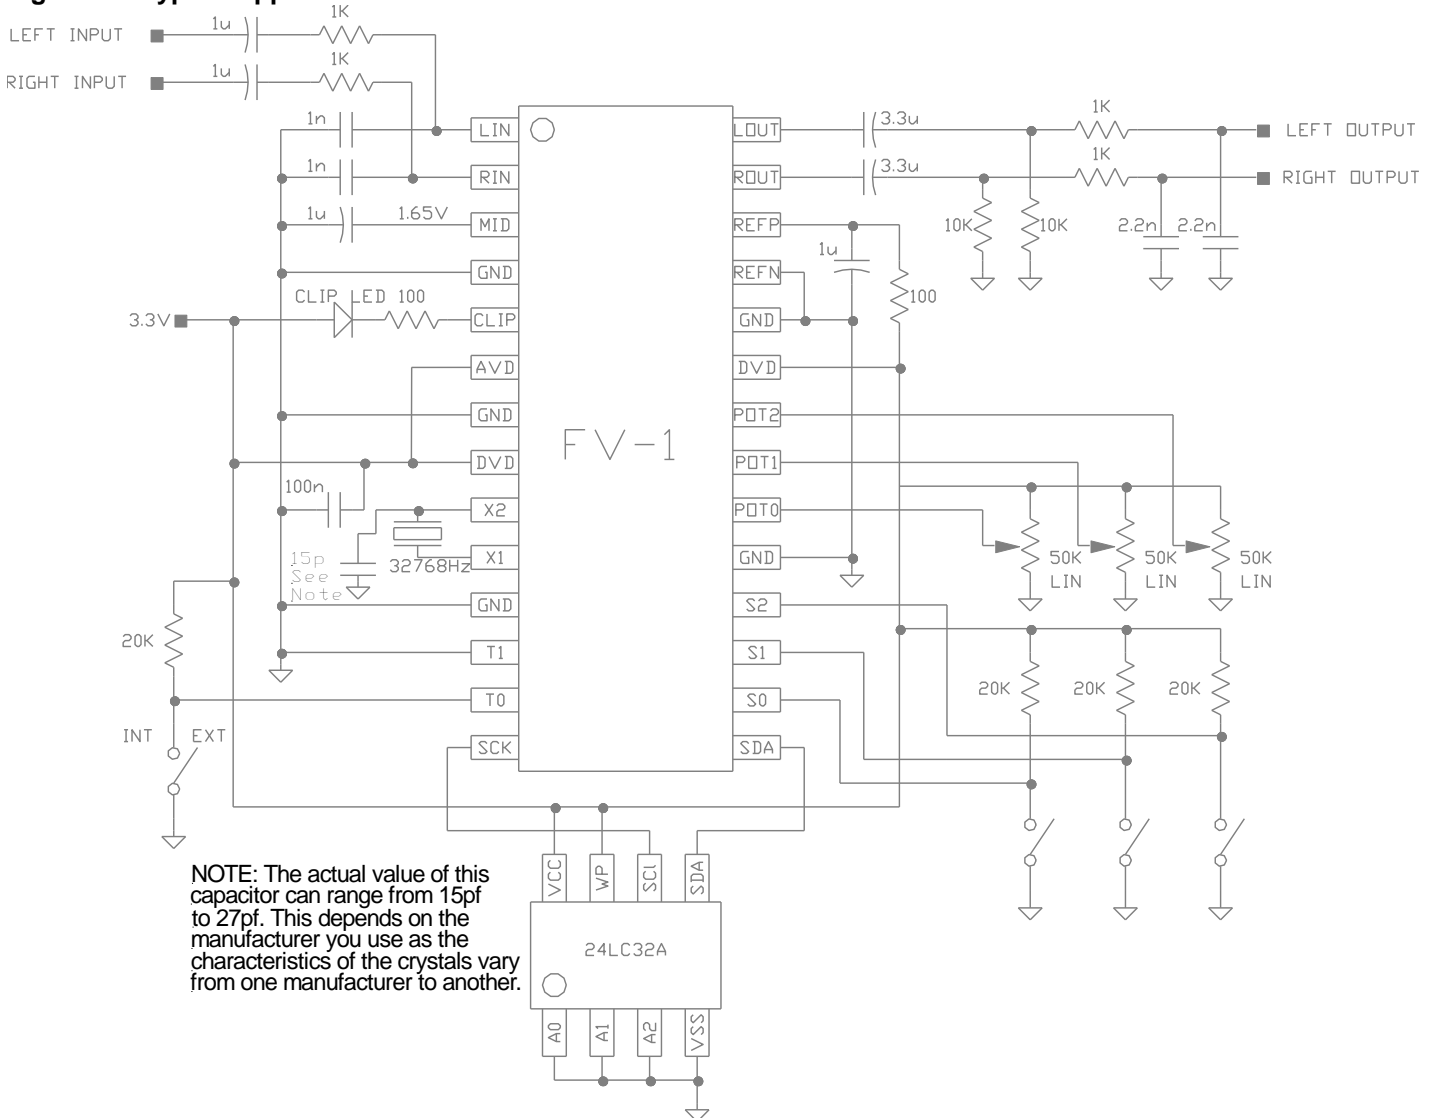 1u
1K
LEFT INPUT
1u
1K
RIGHT INPUT
1n
LIN
LOUT
3.3u
1K
LEFT OUTPUT
1n
RIN
ROUT
3.3u
1K
RIGHT OUTPUT
1u
1.65V
MID
REFP
10K
10K
2.2n
2.2n
GND
REFN
1u
CLIP LED
100
100
3.3V
CLIP
GND
AVD
DVD
GND
FV-1
POT2
DVD
POT1
100n
X2
POT0
15p
See
Note
32768Hz
X1
GND
50K
LIN
50K
LIN
50K
LIN
GND
S2
20K
T1
S1
20K
20K
20K
T0
S0
INT
EXT
SCK
SDA
NOTE: The actual value of this
capacitor can range from 15pf
to 27pf. This depends on the
manufacturer you use as the
characteristics of the crystals vary
from one manufacturer to another.
VCC
WP
SCl
SDA
24LC32A
A0
A1
A2
VSS